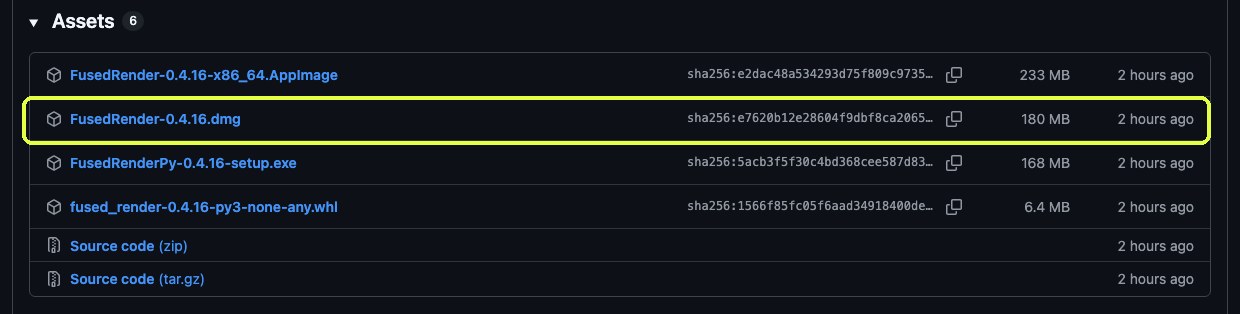 Assets 6
FusedRender-0.4.16-x86_64.AppImage sha256:e2dac48a534293d75f809c9735… 233 MB 2 hours ago
FusedRender-0.4.16.dmg sha256:e7620b12e28604f9dbf8ca2065… 180 MB 2 hours ago
FusedRenderPy-0.4.16-setup.exe sha256:5acb3f5f30c4bd368cee587d83… 168 MB 2 hours ago
fused_render-0.4.16-py3-none-any.whl sha256:1566f85fc05f6aad34918400de… 6.4 MB 2 hours ago
Source code (zip) 2 hours ago
Source code (tar.gz) 2 hours ago